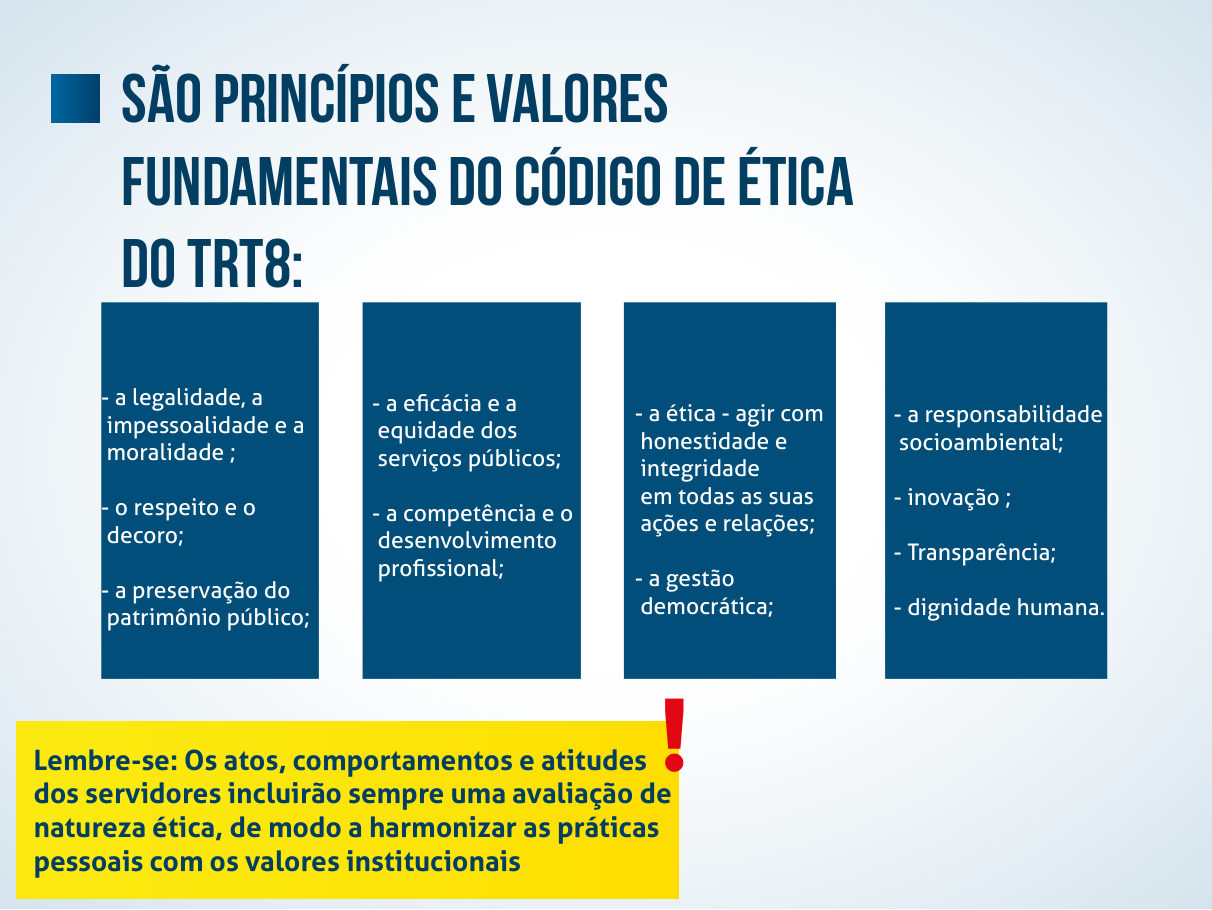 SÃO PRINCÍPIOS E VALORES
FUNDAMENTAIS DO CÓDIGO DE ÉTICA
DO TRT8:
- a legalidade, a
impessoalidade e a
moralidade ;
- o respeito e o
decoro;
- a preservação do
patrimônio público;
- a eficácia e a
equidade dos
serviços públicos;
- a competência e o
desenvolvimento
profissional;
- a ética - agir com
honestidade e
integridade
em todas as suas
ações e relações;
- a gestão
democrática;
- a responsabilidade
socioambiental;
- inovação ;
- Transparência;
- dignidade humana.
!
Lembre-se: Os atos, comportamentos e atitudes
dos servidores incluirão sempre uma avaliação de
natureza ética, de modo a harmonizar as práticas
pessoais com os valores institucionais